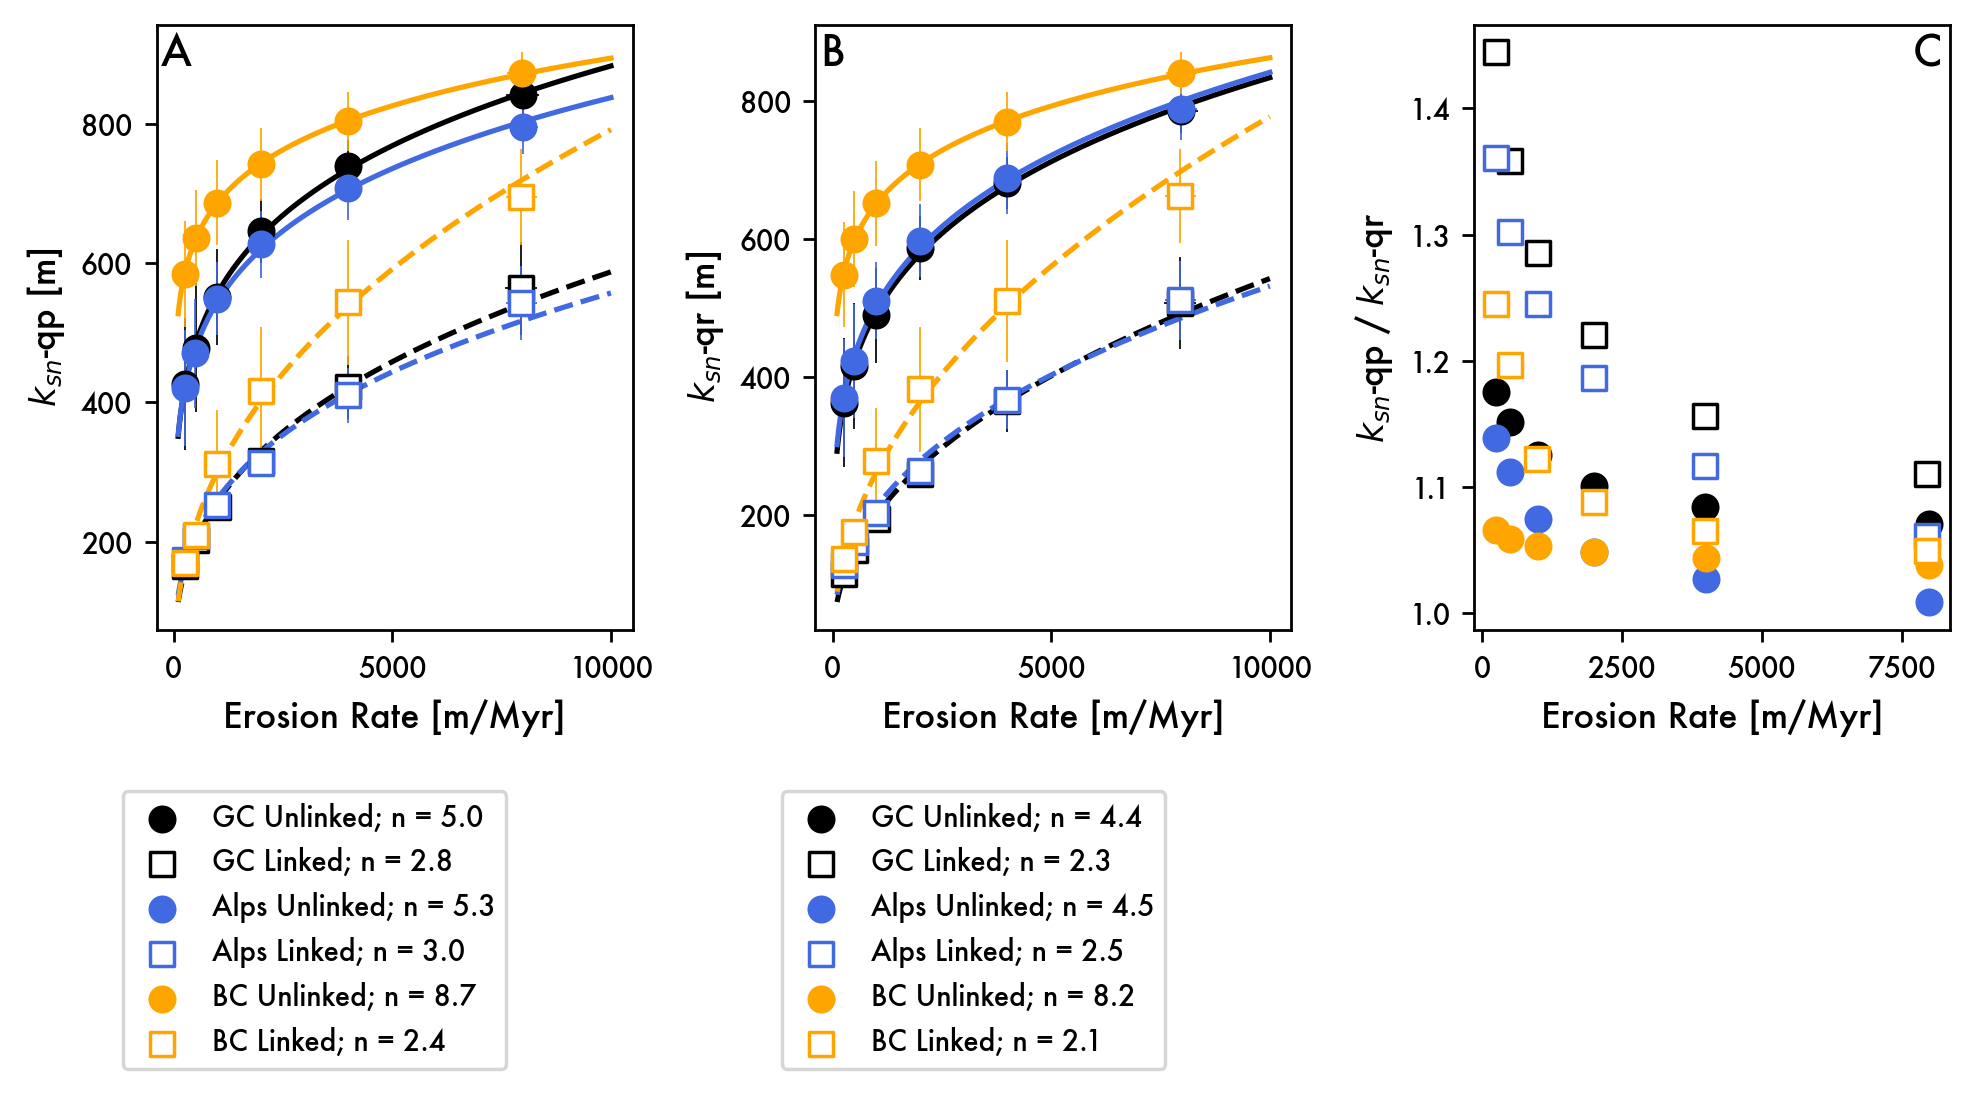 A
800
600
400
200
k_sn-qp [m]
0 5000 10000
Erosion Rate [m/Myr]
GC Unlinked; n = 5.0
GC Linked; n = 2.8
Alps Unlinked; n = 5.3
Alps Linked; n = 3.0
BC Unlinked; n = 8.7
BC Linked; n = 2.4
B
800
600
400
200
k_sn-qr [m]
0 5000 10000
Erosion Rate [m/Myr]
GC Unlinked; n = 4.4
GC Linked; n = 2.3
Alps Unlinked; n = 4.5
Alps Linked; n = 2.5
BC Unlinked; n = 8.2
BC Linked; n = 2.1
C
1.4
1.3
1.2
1.1
1.0
k_sn-qp / k_sn-qr
0 2500 5000 7500
Erosion Rate [m/Myr]